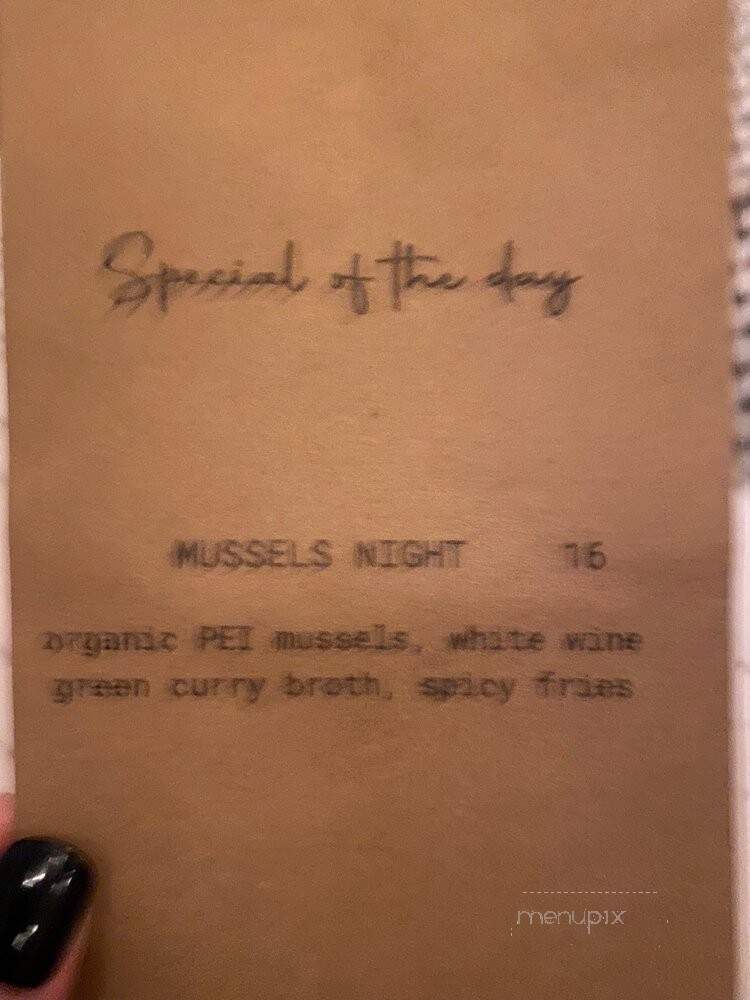 Special of the day
MUSSELS NIGHT 16
organic PEI mussels, white wine
green curry broth, spicy fries
menupix